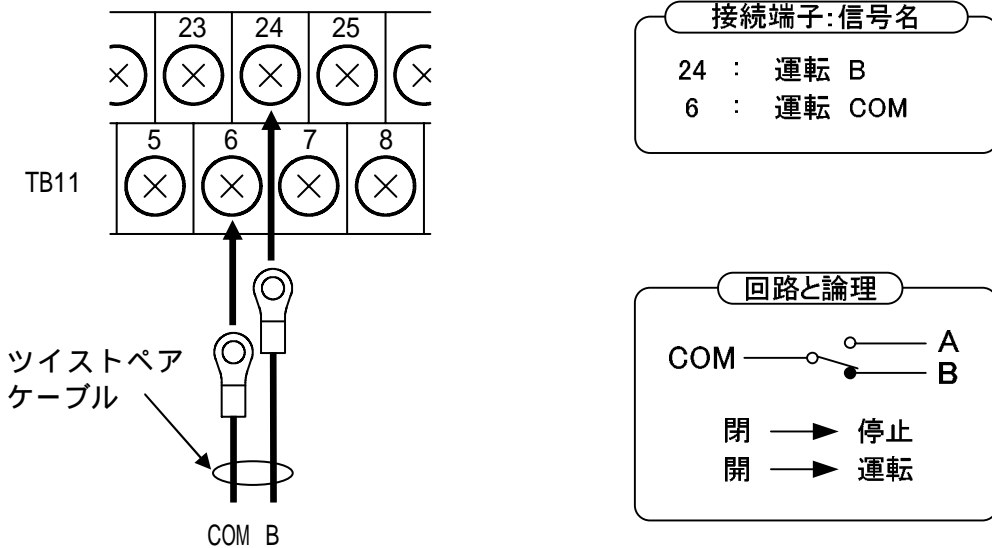 23 24 25
5 6 7 8
TB11
ツイストペア
ケーブル
COM B
接続端子:信号名
24 : 運転 B
6 : 運転 COM
回路と論理
A
COM
B
閉 → 停止
開 → 運転